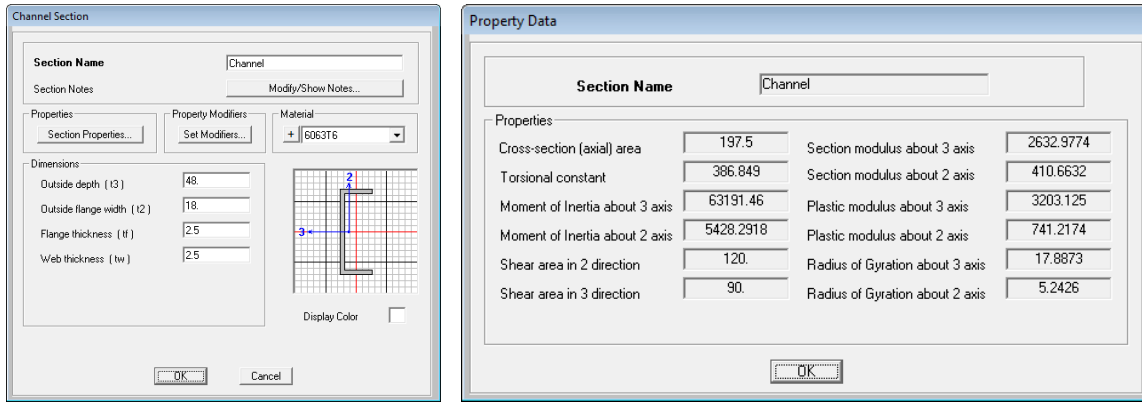 Channel Section
Section Name Channel
Section Notes Modify/Show Notes...
Properties Property Modifiers Material
Section Properties... Set Modifiers... + 6063T6
Dimensions
Outside depth ( t3 ) 48.
Outside flange width ( t2 ) 18.
Flange thickness ( tf ) 2.5
Web thickness ( tw ) 2.5
2
3
Display Color
OK Cancel
Property Data
Section Name Channel
Properties
Cross-section (axial) area 197.5 Section modulus about 3 axis 2632.9774
Torsional constant 386.849 Section modulus about 2 axis 410.6632
Moment of Inertia about 3 axis 63191.46 Plastic modulus about 3 axis 3203.125
Moment of Inertia about 2 axis 5428.2918 Plastic modulus about 2 axis 741.2174
Shear area in 2 direction 120. Radius of Gyration about 3 axis 17.8873
Shear area in 3 direction 90. Radius of Gyration about 2 axis 5.2426
OK